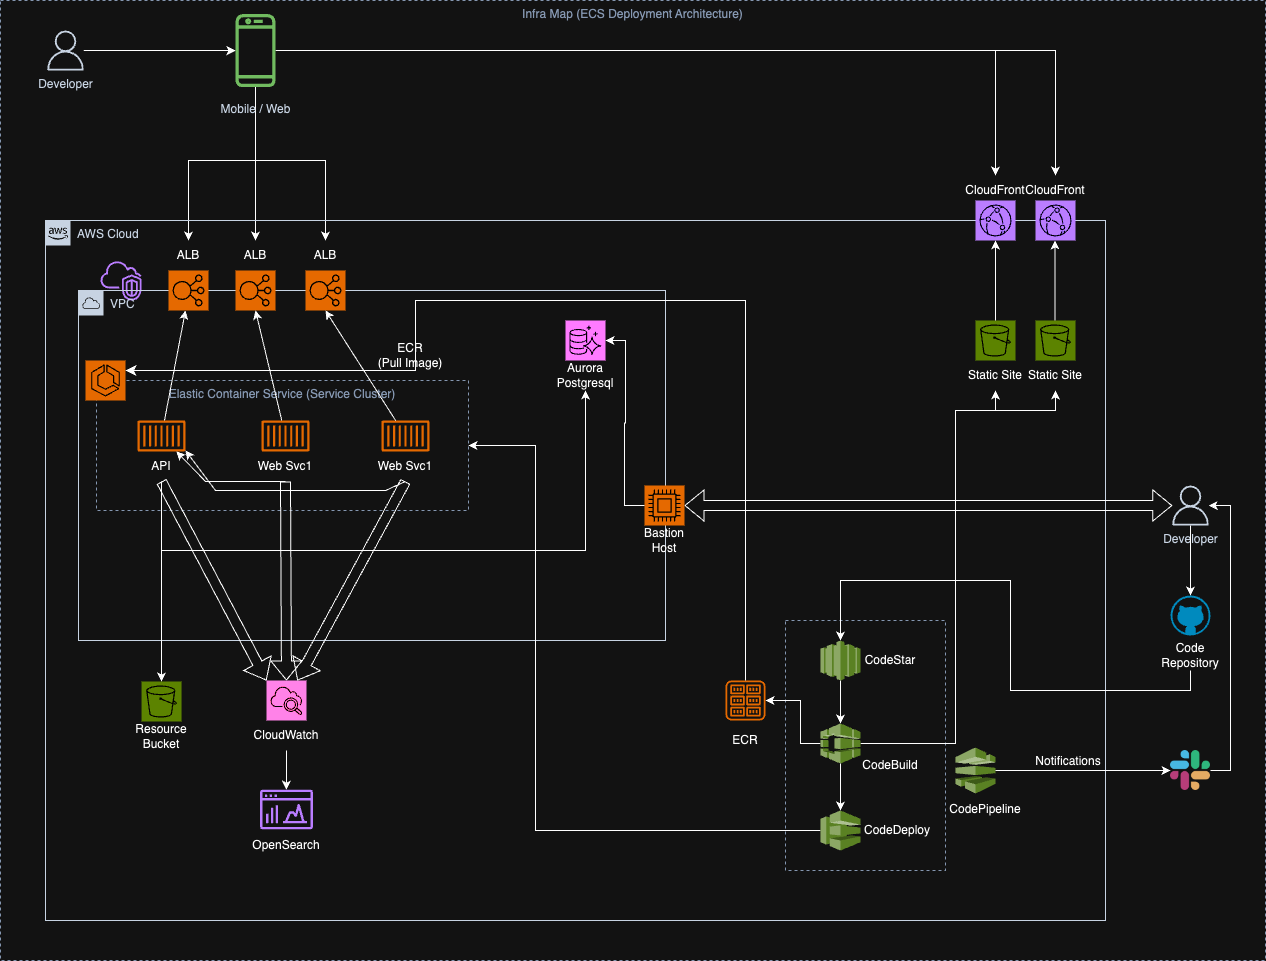 Infra Map (ECS Deployment Architecture)
Developer
Mobile / Web
CloudFront
CloudFront
aws
AWS Cloud
ALB
ALB
ALB
VPC
ECR
(Pull Image)
Aurora
Postgresql
Static Site
Static Site
Elastic Container Service (Service Cluster)
API
Web Svc1
Web Svc1
Bastion
Host
Developer
Code
Repository
CodeStar
Resource
Bucket
CloudWatch
ECR
CodeBuild
Notifications
CodePipeline
CodeDeploy
OpenSearch